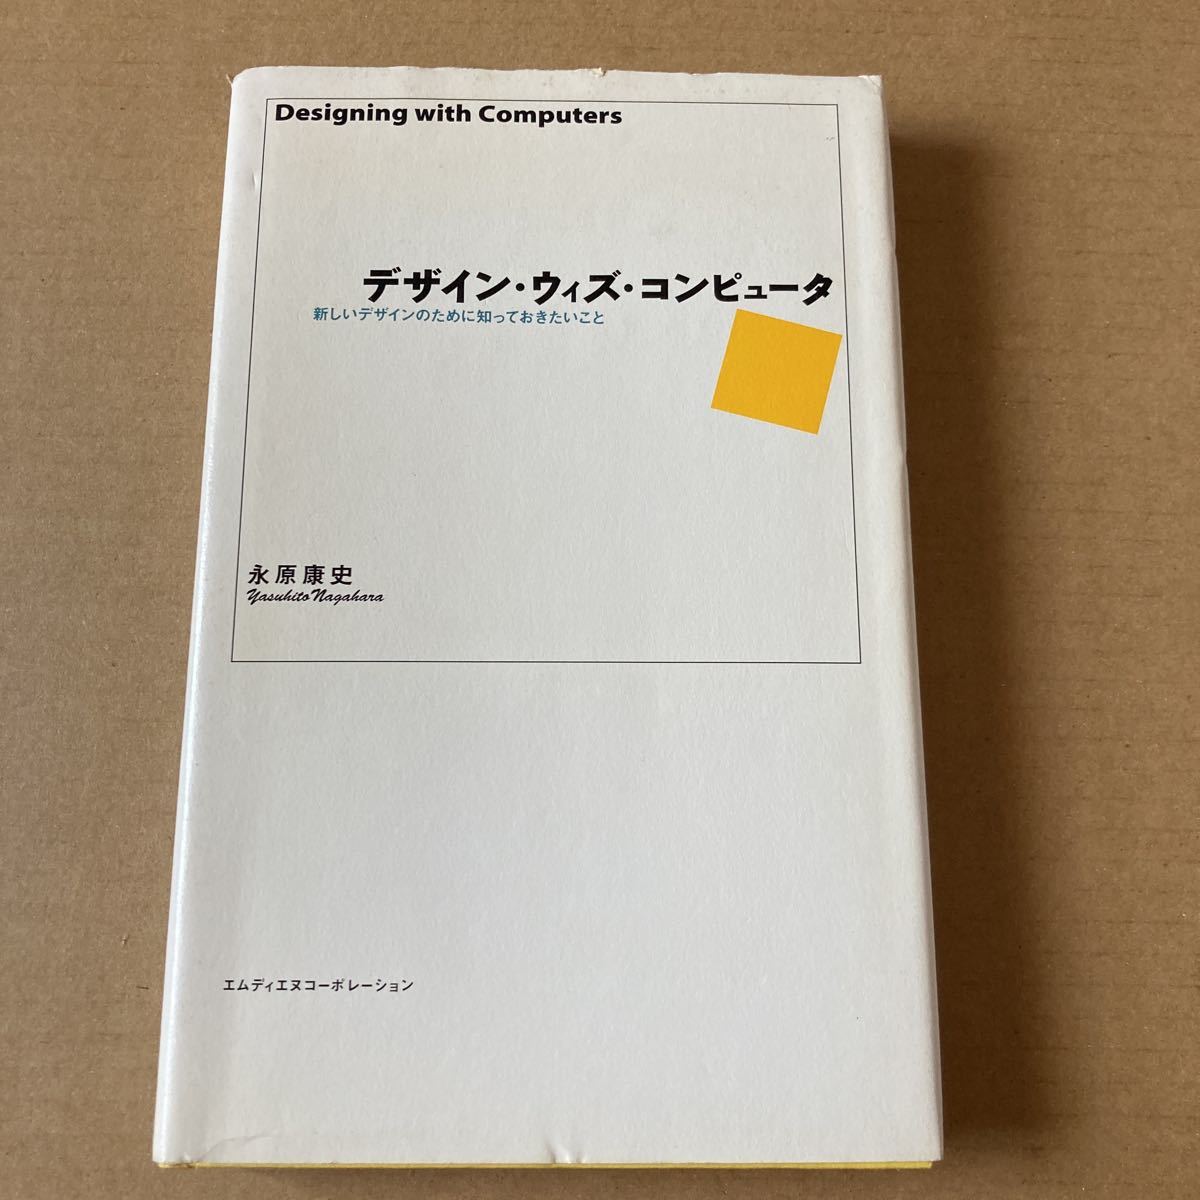 Designing with Computers
デザイン・ウィズ・コンピュータ
新しいデザインのために知っておきたいこと
永原康史
Yasuhito Nagahara
エムディエヌコーポレーション